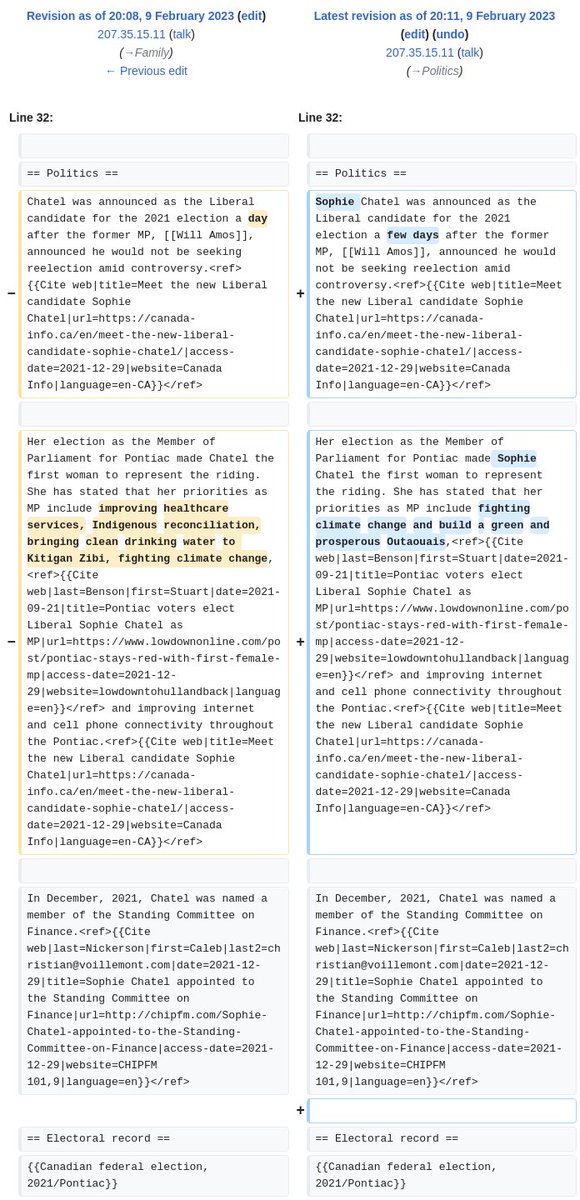 Revision as of 20:08, 9 February 2023 (edit)
207.35.15.11 (talk)
(→Family)
← Previous edit
Latest revision as of 20:11, 9 February 2023
(edit) (undo)
207.35.15.11 (talk)
(→Politics)
Line 32:
Line 32:
== Politics ==
== Politics ==
−
Chatel was announced as the Liberal
candidate for the 2021 election a day
after the former MP, [[Will Amos]],
announced he would not be seeking
reelection amid controversy.<ref>
{{Cite web|title=Meet the new Liberal
candidate Sophie
Chatel|url=https://canada-
info.ca/en/meet-the-new-liberal-
candidate-sophie-chatel/|access-
date=2021-12-29|website=Canada
Info|language=en-CA}}</ref>
+
Sophie Chatel was announced as the
Liberal candidate for the 2021
election a few days after the former
MP, [[Will Amos]], announced he would
not be seeking reelection amid
controversy.<ref>{{Cite web|title=Meet
the new Liberal candidate Sophie
Chatel|url=https://canada-
info.ca/en/meet-the-new-liberal-
candidate-sophie-chatel/|access-
date=2021-12-29|website=Canada
Info|language=en-CA}}</ref>
−
Her election as the Member of
Parliament for Pontiac made Chatel the
first woman to represent the riding.
She has stated that her priorities as
MP include improving healthcare
services, Indigenous reconciliation,
bringing clean drinking water to
Kitigan Zibi, fighting climate change,
<ref>{{Cite
web|last=Benson|first=Stuart|date=2021-
09-21|title=Pontiac voters elect
Liberal Sophie Chatel as
MP|url=https://www.lowdownonline.com/po
st/pontiac-stays-red-with-first-female-
mp|access-date=2021-12-
29|website=lowdowntohullandback|languag
e=en}}</ref> and improving internet
and cell phone connectivity throughout
the Pontiac.<ref>{{Cite web|title=Meet
the new Liberal candidate Sophie
Chatel|url=https://canada-
info.ca/en/meet-the-new-liberal-
candidate-sophie-chatel/|access-
date=2021-12-29|website=Canada
Info|language=en-CA}}</ref>
+
Her election as the Member of
Parliament for Pontiac made Sophie
Chatel the first woman to represent
the riding. She has stated that her
priorities as MP include fighting
climate change and build a green and
prosperous Outaouais,<ref>{{Cite
web|last=Benson|first=Stuart|date=2021-
09-21|title=Pontiac voters elect
Liberal Sophie Chatel as
MP|url=https://www.lowdownonline.com/po
st/pontiac-stays-red-with-first-female-
mp|access-date=2021-12-
29|website=lowdowntohullandback|languag
e=en}}</ref> and improving internet
and cell phone connectivity throughout
the Pontiac.<ref>{{Cite web|title=Meet
the new Liberal candidate Sophie
Chatel|url=https://canada-
info.ca/en/meet-the-new-liberal-
candidate-sophie-chatel/|access-
date=2021-12-29|website=Canada
Info|language=en-CA}}</ref>
In December, 2021, Chatel was named a
member of the Standing Committee on
Finance.<ref>{{Cite
web|last=Nickerson|first=Caleb|last2=ch
ristian@voillemont.com|date=2021-12-
29|title=Sophie Chatel appointed to
the Standing Committee on
Finance|url=http://chipfm.com/Sophie-
Chatel-appointed-to-the-Standing-
Committee-on-Finance|access-date=2021-
12-29|website=CHIPFM
101,9|language=en}}</ref>
In December, 2021, Chatel was named a
member of the Standing Committee on
Finance.<ref>{{Cite
web|last=Nickerson|first=Caleb|last2=ch
ristian@voillemont.com|date=2021-12-
29|title=Sophie Chatel appointed to
the Standing Committee on
Finance|url=http://chipfm.com/Sophie-
Chatel-appointed-to-the-Standing-
Committee-on-Finance|access-date=2021-
12-29|website=CHIPFM
101,9|language=en}}</ref>
+
== Electoral record ==
== Electoral record ==
{{Canadian federal election,
2021/Pontiac}}
{{Canadian federal election,
2021/Pontiac}}